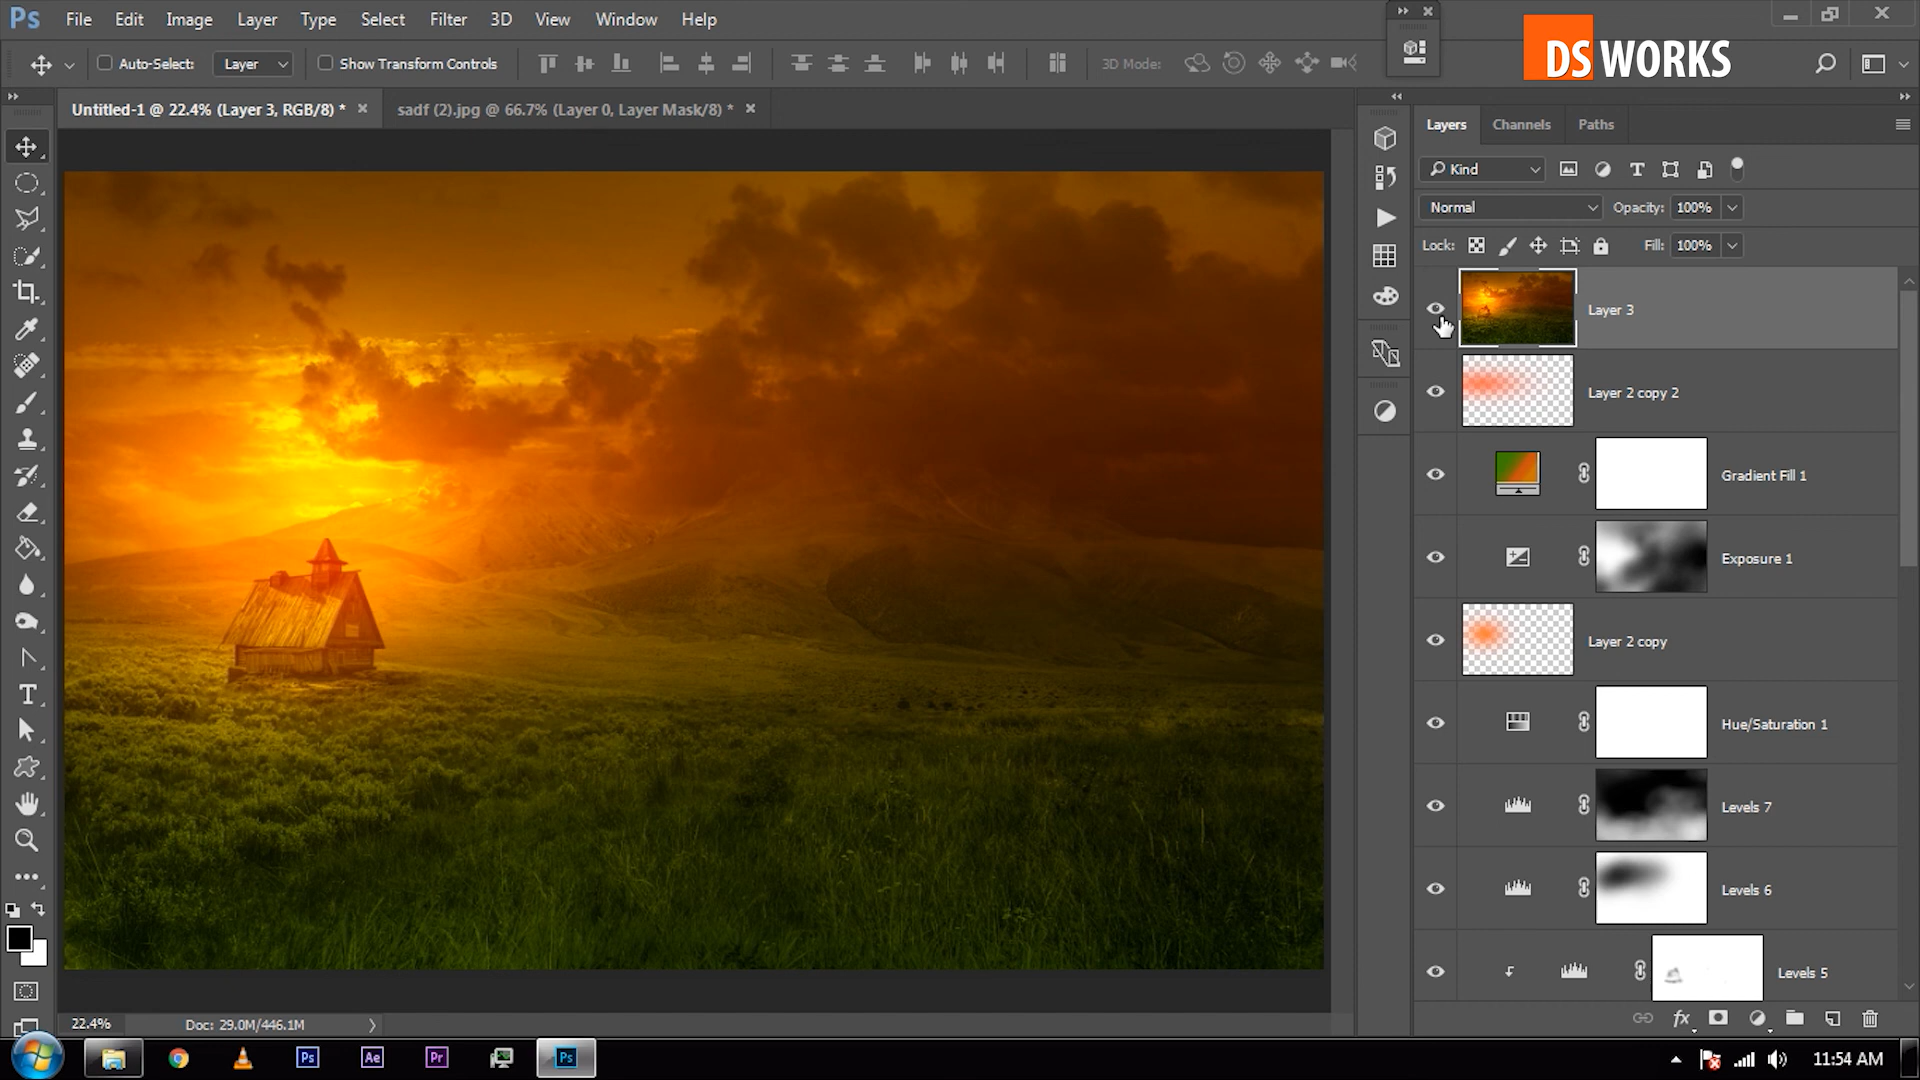 Ps File Edit Image Layer Type Select Filter 3D View Window Help
DS WORKS
Auto-Select: Layer Show Transform Controls 3D Mode:
Untitled-1 @ 22.4% (Layer 3, RGB/8) * sadf (2).jpg @ 66.7% (Layer 0, Layer Mask/8) *
Layers Channels Paths
Kind
Normal Opacity: 100%
Lock: Fill: 100%
Layer 3
Layer 2 copy 2
Gradient Fill 1
Exposure 1
Layer 2 copy
Hue/Saturation 1
Levels 7
Levels 6
Levels 5
22.4% Doc: 29.0M/446.1M
fx
Ps Ae Pr Ps 11:54 AM